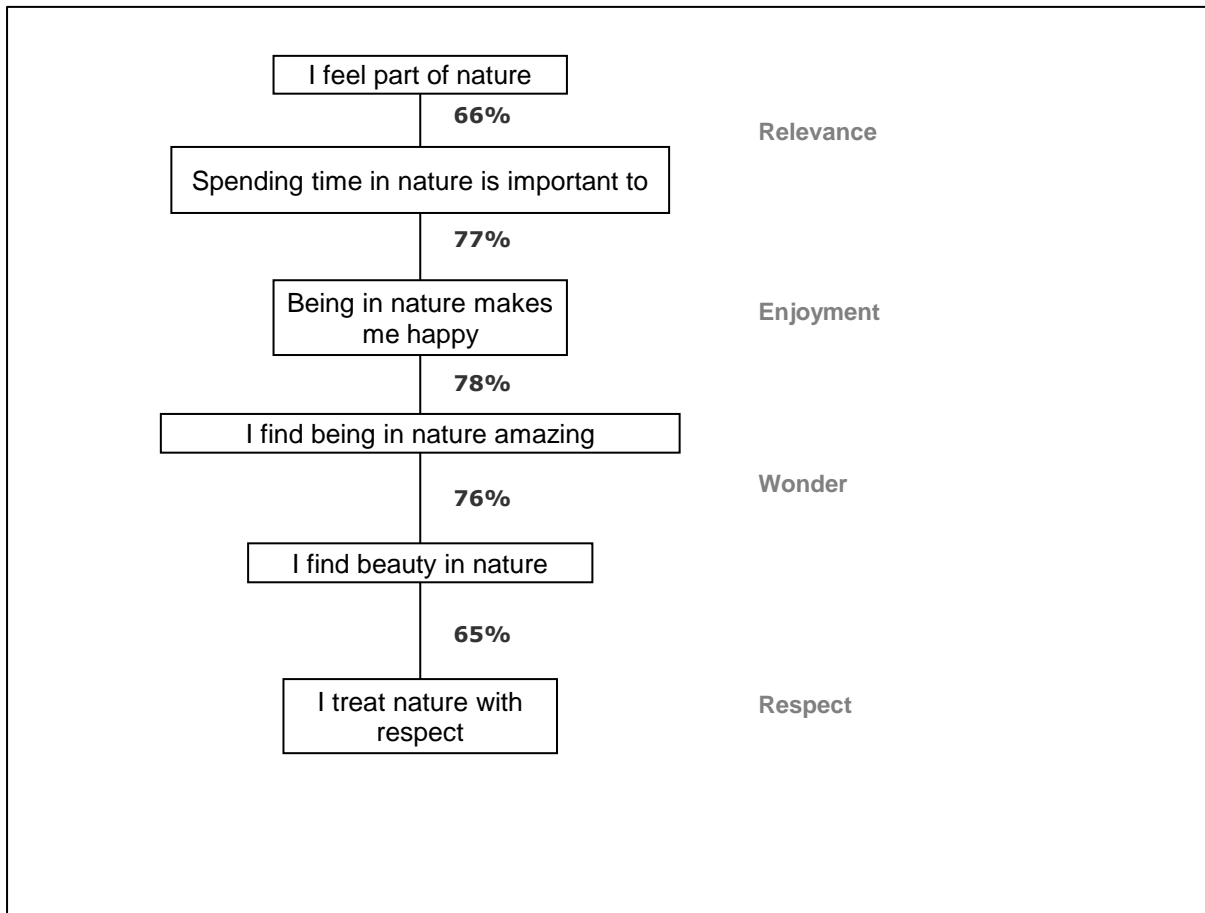 I feel part of nature
66%
Relevance
Spending time in nature is important to
77%
Being in nature makes
me happy
Enjoyment
78%
I find being in nature amazing
76%
Wonder
I find beauty in nature
65%
I treat nature with
respect
Respect